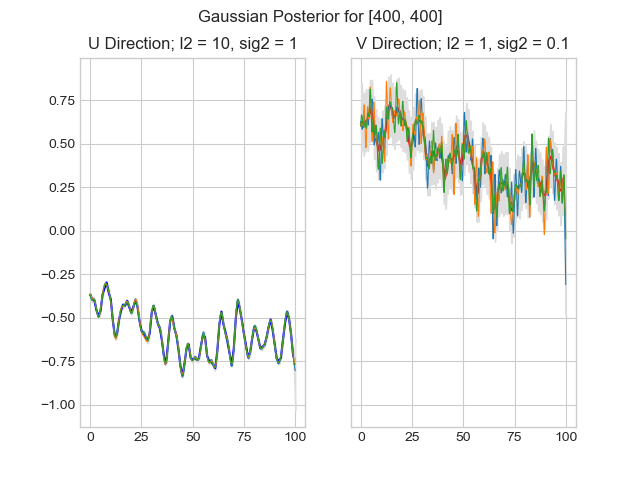 Gaussian Posterior for [400, 400]
U Direction; l2 = 10, sig2 = 1
V Direction; l2 = 1, sig2 = 0.1
0.75
0.50
0.25
0.00
−0.25
−0.50
−0.75
−1.00
0 25 50 75 100
0 25 50 75 100